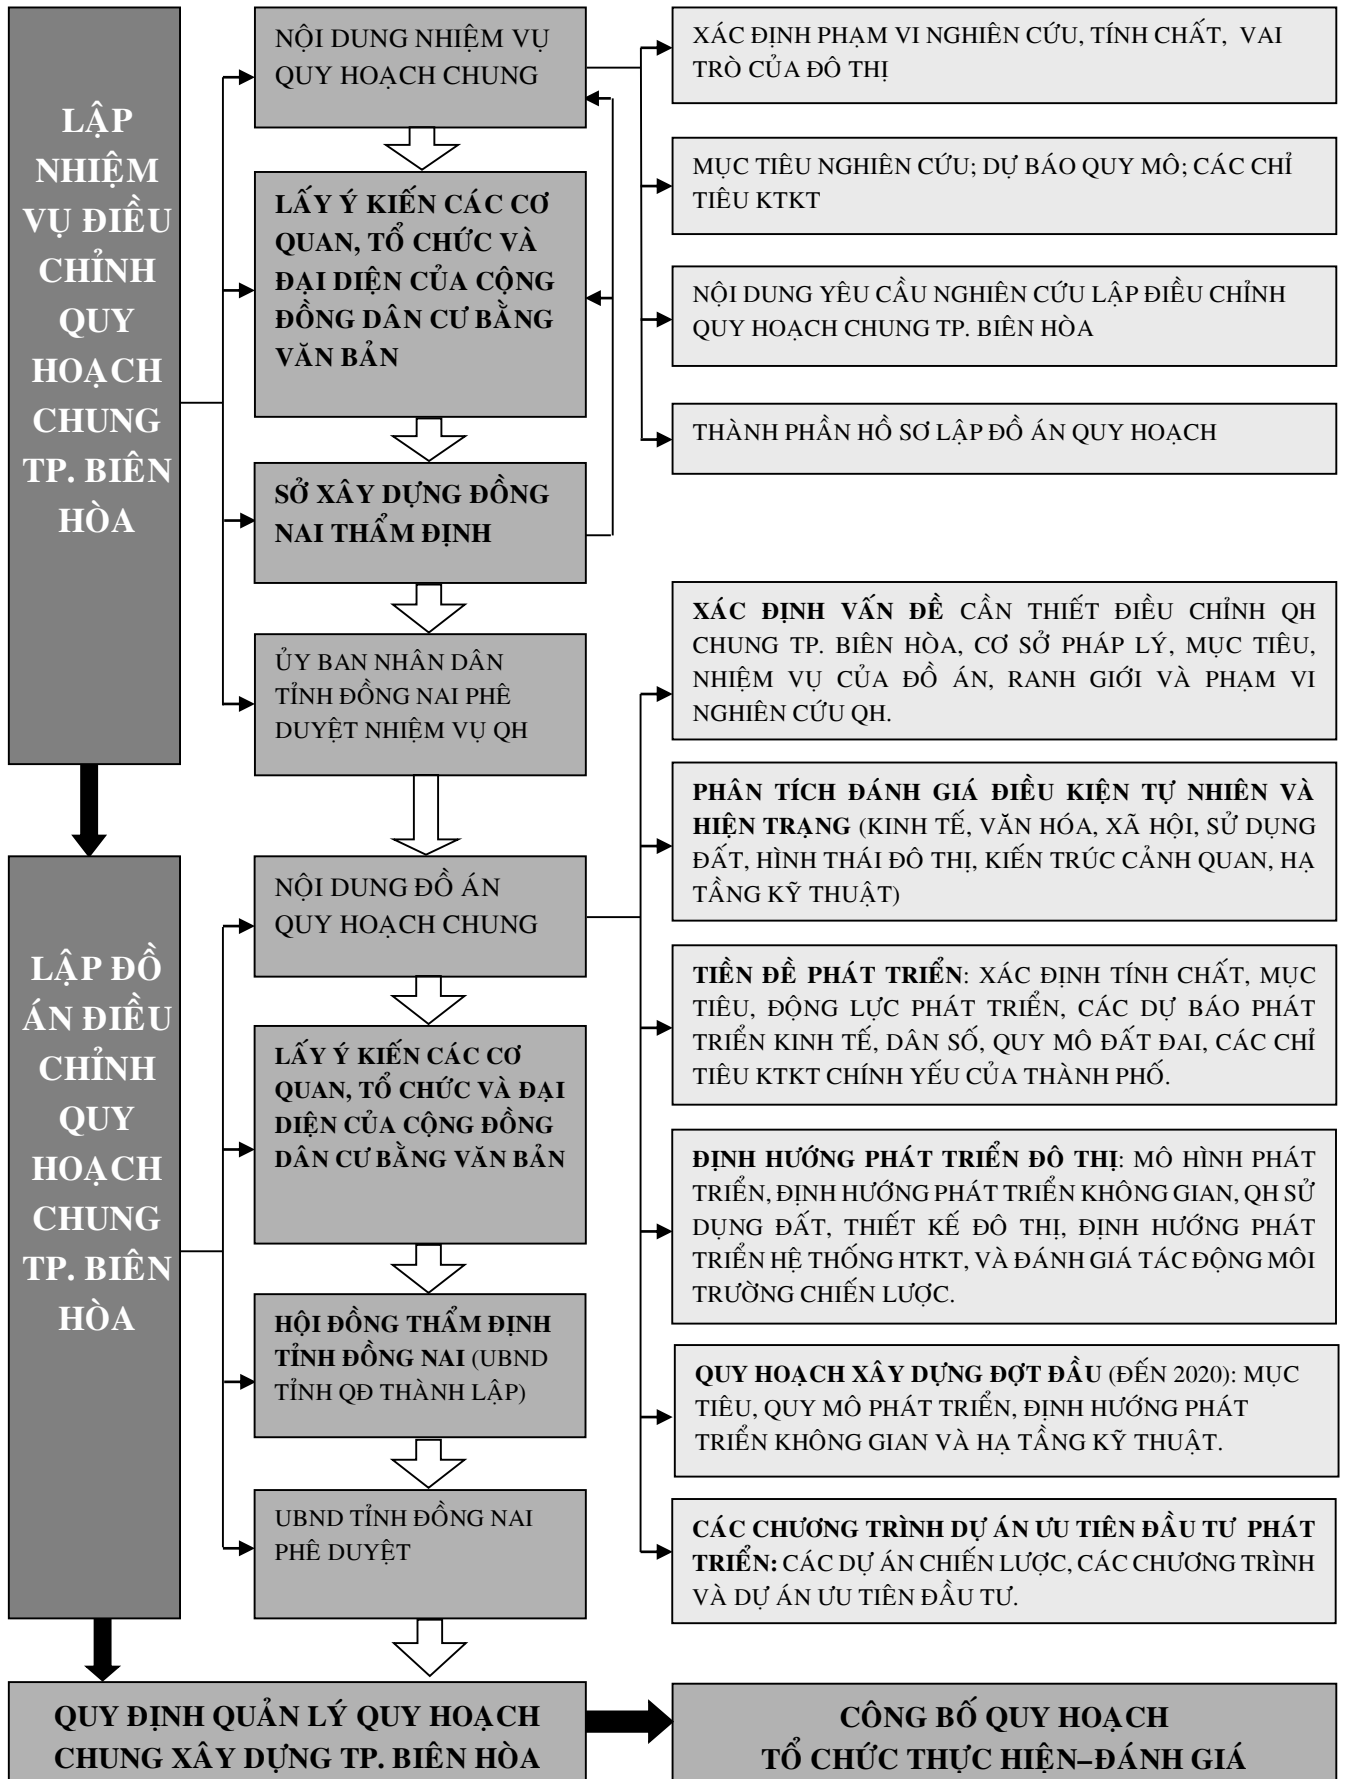 LẬP
NHIỆM
VỤ ĐIỀU
CHỈNH
QUY
HOẠCH
CHUNG
TP. BIÊN
HÒA
NỘI DUNG NHIỆM VỤ
QUY HOẠCH CHUNG
LẤY Ý KIẾN CÁC CƠ
QUAN, TỔ CHỨC VÀ
ĐẠI DIỆN CỦA CỘNG
ĐỒNG DÂN CƯ BẰNG
VĂN BẢN
SỞ XÂY DỰNG ĐỒNG
NAI THẨM ĐỊNH
ỦY BAN NHÂN DÂN
TỈNH ĐỒNG NAI PHÊ
DUYỆT NHIỆM VỤ QH
XÁC ĐỊNH PHẠM VI NGHIÊN CỨU, TÍNH CHẤT, VAI
TRÒ CỦA ĐÔ THỊ
MỤC TIÊU NGHIÊN CỨU; DỰ BÁO QUY MÔ; CÁC CHỈ
TIÊU KTKT
NỘI DUNG YÊU CẦU NGHIÊN CỨU LẬP ĐIỀU CHỈNH
QUY HOẠCH CHUNG TP. BIÊN HÒA
THÀNH PHẦN HỒ SƠ LẬP ĐỒ ÁN QUY HOẠCH
LẬP ĐỒ
ÁN ĐIỀU
CHỈNH
QUY
HOẠCH
CHUNG
TP. BIÊN
HÒA
NỘI DUNG ĐỒ ÁN
QUY HOẠCH CHUNG
LẤY Ý KIẾN CÁC CƠ
QUAN, TỔ CHỨC VÀ ĐẠI
DIỆN CỦA CỘNG ĐỒNG
DÂN CƯ BẰNG VĂN BẢN
HỘI ĐỒNG THẨM ĐỊNH
TỈNH ĐỒNG NAI (UBND
TỈNH QĐ THÀNH LẬP)
UBND TỈNH ĐỒNG NAI
PHÊ DUYỆT
XÁC ĐỊNH VẤN ĐỀ CẦN THIẾT ĐIỀU CHỈNH QH
CHUNG TP. BIÊN HÒA, CƠ SỞ PHÁP LÝ, MỤC TIÊU,
NHIỆM VỤ CỦA ĐỒ ÁN, RANH GIỚI VÀ PHẠM VI
NGHIÊN CỨU QH.
PHÂN TÍCH ĐÁNH GIÁ ĐIỀU KIỆN TỰ NHIÊN VÀ
HIỆN TRẠNG (KINH TẾ, VĂN HÓA, XÃ HỘI, SỬ DỤNG
ĐẤT, HÌNH THÁI ĐÔ THỊ, KIẾN TRÚC CẢNH QUAN, HẠ
TẦNG KỸ THUẬT)
TIỀN ĐỀ PHÁT TRIỂN: XÁC ĐỊNH TÍNH CHẤT, MỤC
TIÊU, ĐỘNG LỰC PHÁT TRIỂN, CÁC DỰ BÁO PHÁT
TRIỂN KINH TẾ, DÂN SỐ, QUY MÔ ĐẤT ĐAI, CÁC CHỈ
TIÊU KTKT CHÍNH YẾU CỦA THÀNH PHỐ.
ĐỊNH HƯỚNG PHÁT TRIỂN ĐÔ THỊ: MÔ HÌNH PHÁT
TRIỂN, ĐỊNH HƯỚNG PHÁT TRIỂN KHÔNG GIAN, QH SỬ
DỤNG ĐẤT, THIẾT KẾ ĐÔ THỊ, ĐỊNH HƯỚNG PHÁT
TRIỂN HỆ THỐNG HTKT, VÀ ĐÁNH GIÁ TÁC ĐỘNG MÔI
TRƯỜNG CHIẾN LƯỢC.
QUY HOẠCH XÂY DỰNG ĐỢT ĐẦU (ĐẾN 2020): MỤC
TIÊU, QUY MÔ PHÁT TRIỂN, ĐỊNH HƯỚNG PHÁT
TRIỂN KHÔNG GIAN VÀ HẠ TẦNG KỸ THUẬT.
CÁC CHƯƠNG TRÌNH DỰ ÁN ƯU TIÊN ĐẦU TƯ PHÁT
TRIỂN: CÁC DỰ ÁN CHIẾN LƯỢC, CÁC CHƯƠNG TRÌNH
VÀ DỰ ÁN ƯU TIÊN ĐẦU TƯ.
QUY ĐỊNH QUẢN LÝ QUY HOẠCH
CHUNG XÂY DỰNG TP. BIÊN HÒA
CÔNG BỐ QUY HOẠCH
TỔ CHỨC THỰC HIỆN–ĐÁNH GIÁ